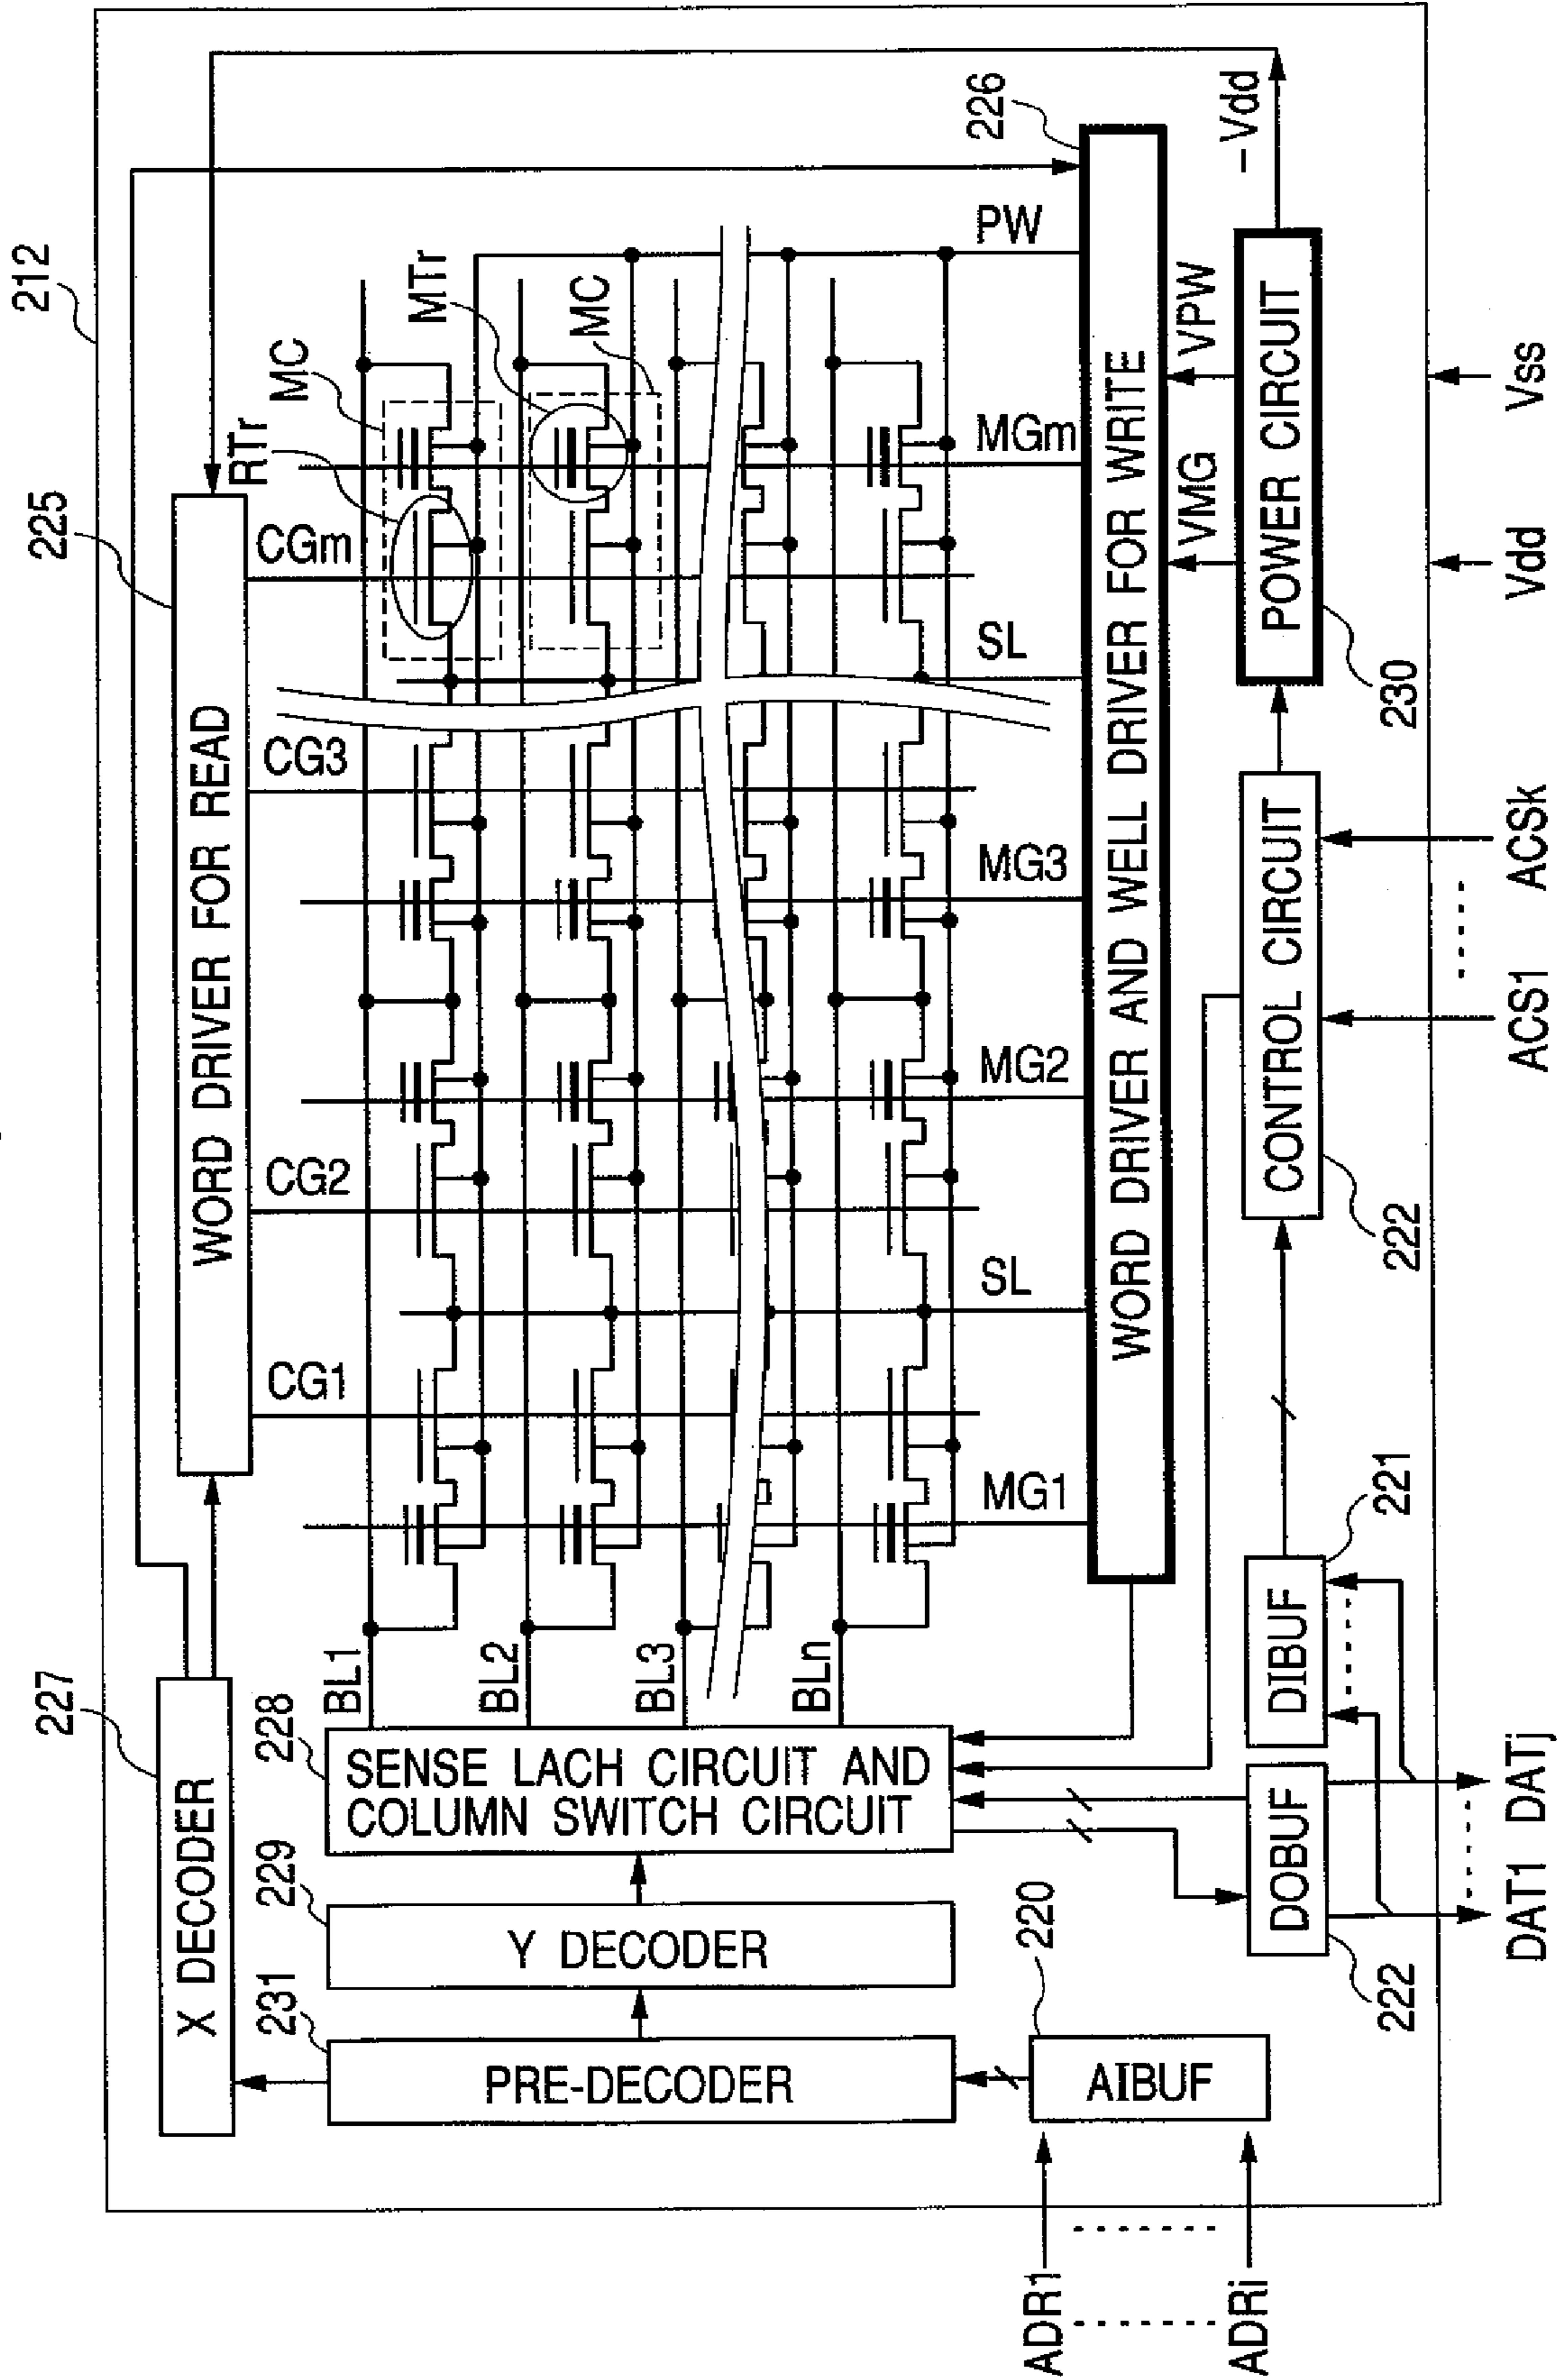 212
225
WORD DRIVER FOR READ
227
X DECODER
RTr
MC
MTr
MC
CG1
CG2
CG3
CGm
BL1
BL2
BL3
BLn
228
SENSE LACH CIRCUIT AND
COLUMN SWITCH CIRCUIT
229
Y DECODER
231
PRE-DECODER
220
AIBUF
ADR1
ADRi
MG1
SL
MG2
MG3
SL
MGm
PW
226
WORD DRIVER AND WELL DRIVER FOR WRITE
VMG
VPW
-Vdd
DOBUF
222
DIBUF
221
CONTROL CIRCUIT
222
POWER CIRCUIT
230
DAT1 DATj
ACS1 ACSk
Vdd
Vss